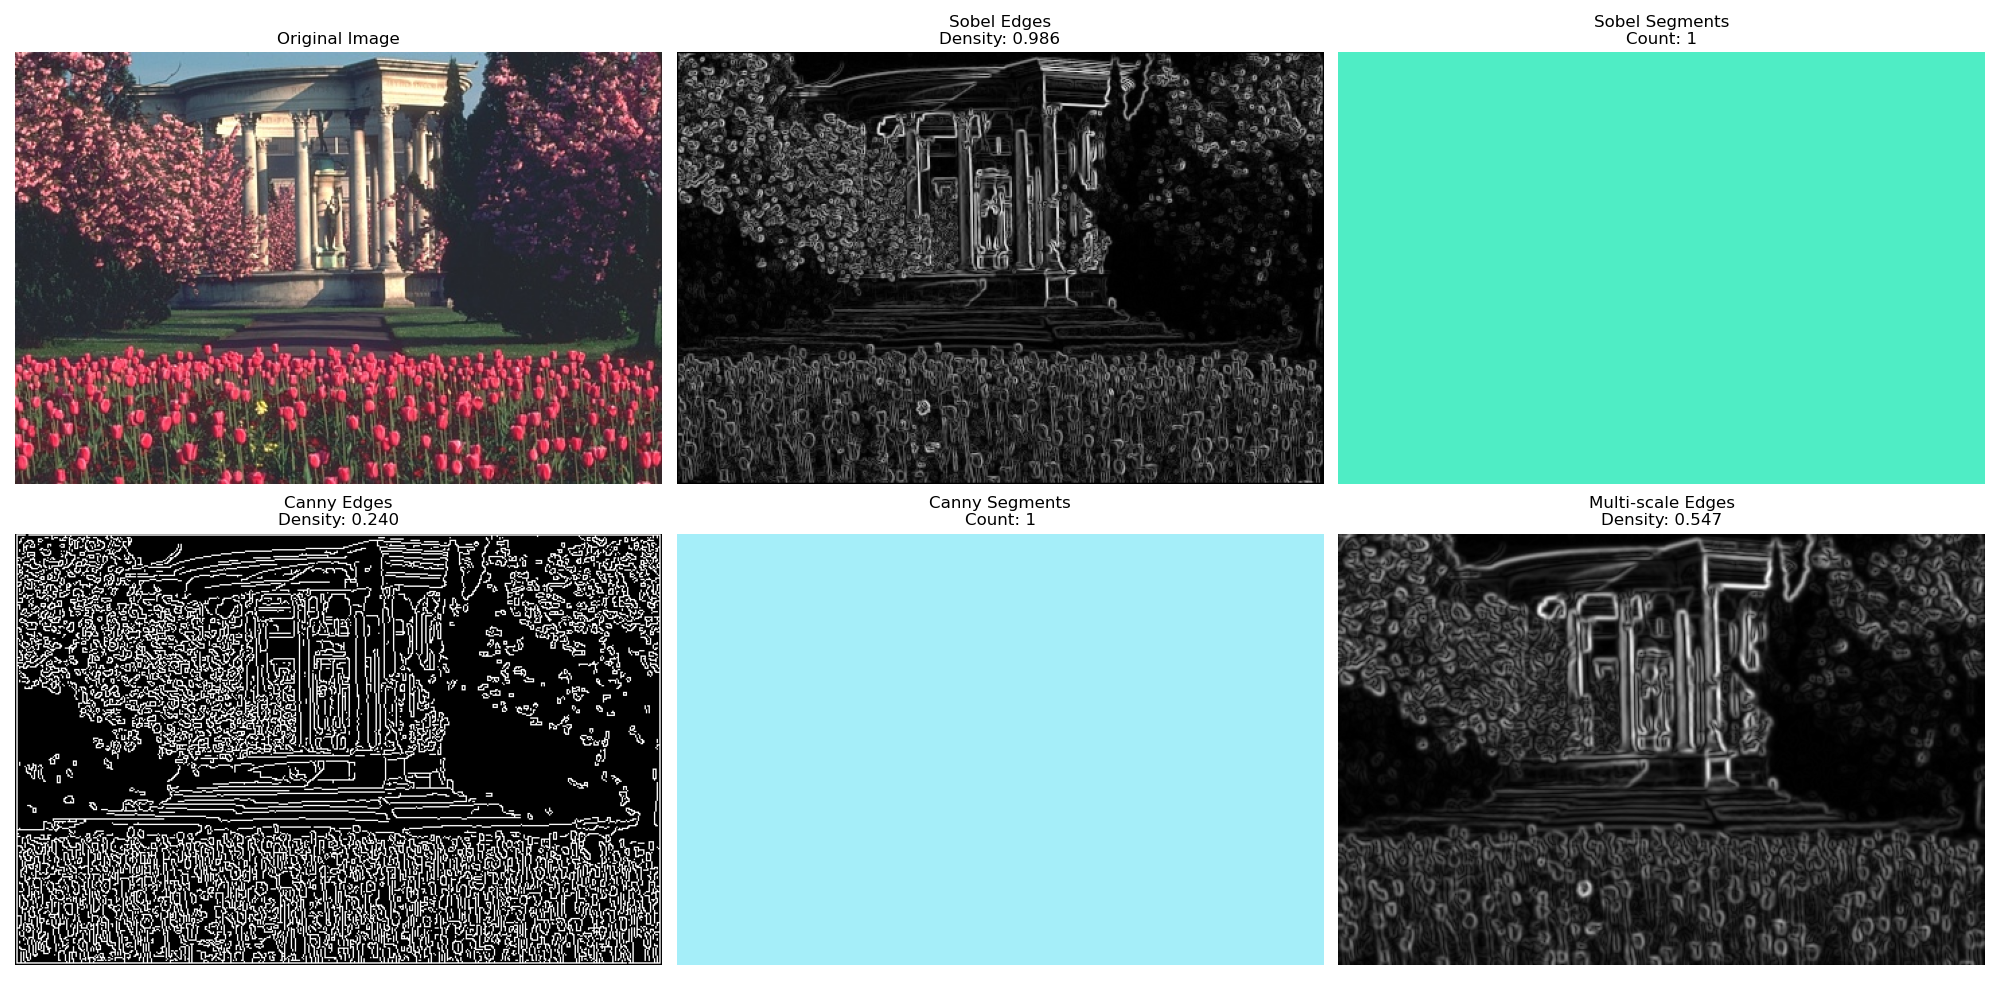 Original Image
Sobel Edges
Density: 0.986
Sobel Segments
Count: 1
Canny Edges
Density: 0.240
Canny Segments
Count: 1
Multi-scale Edges
Density: 0.547